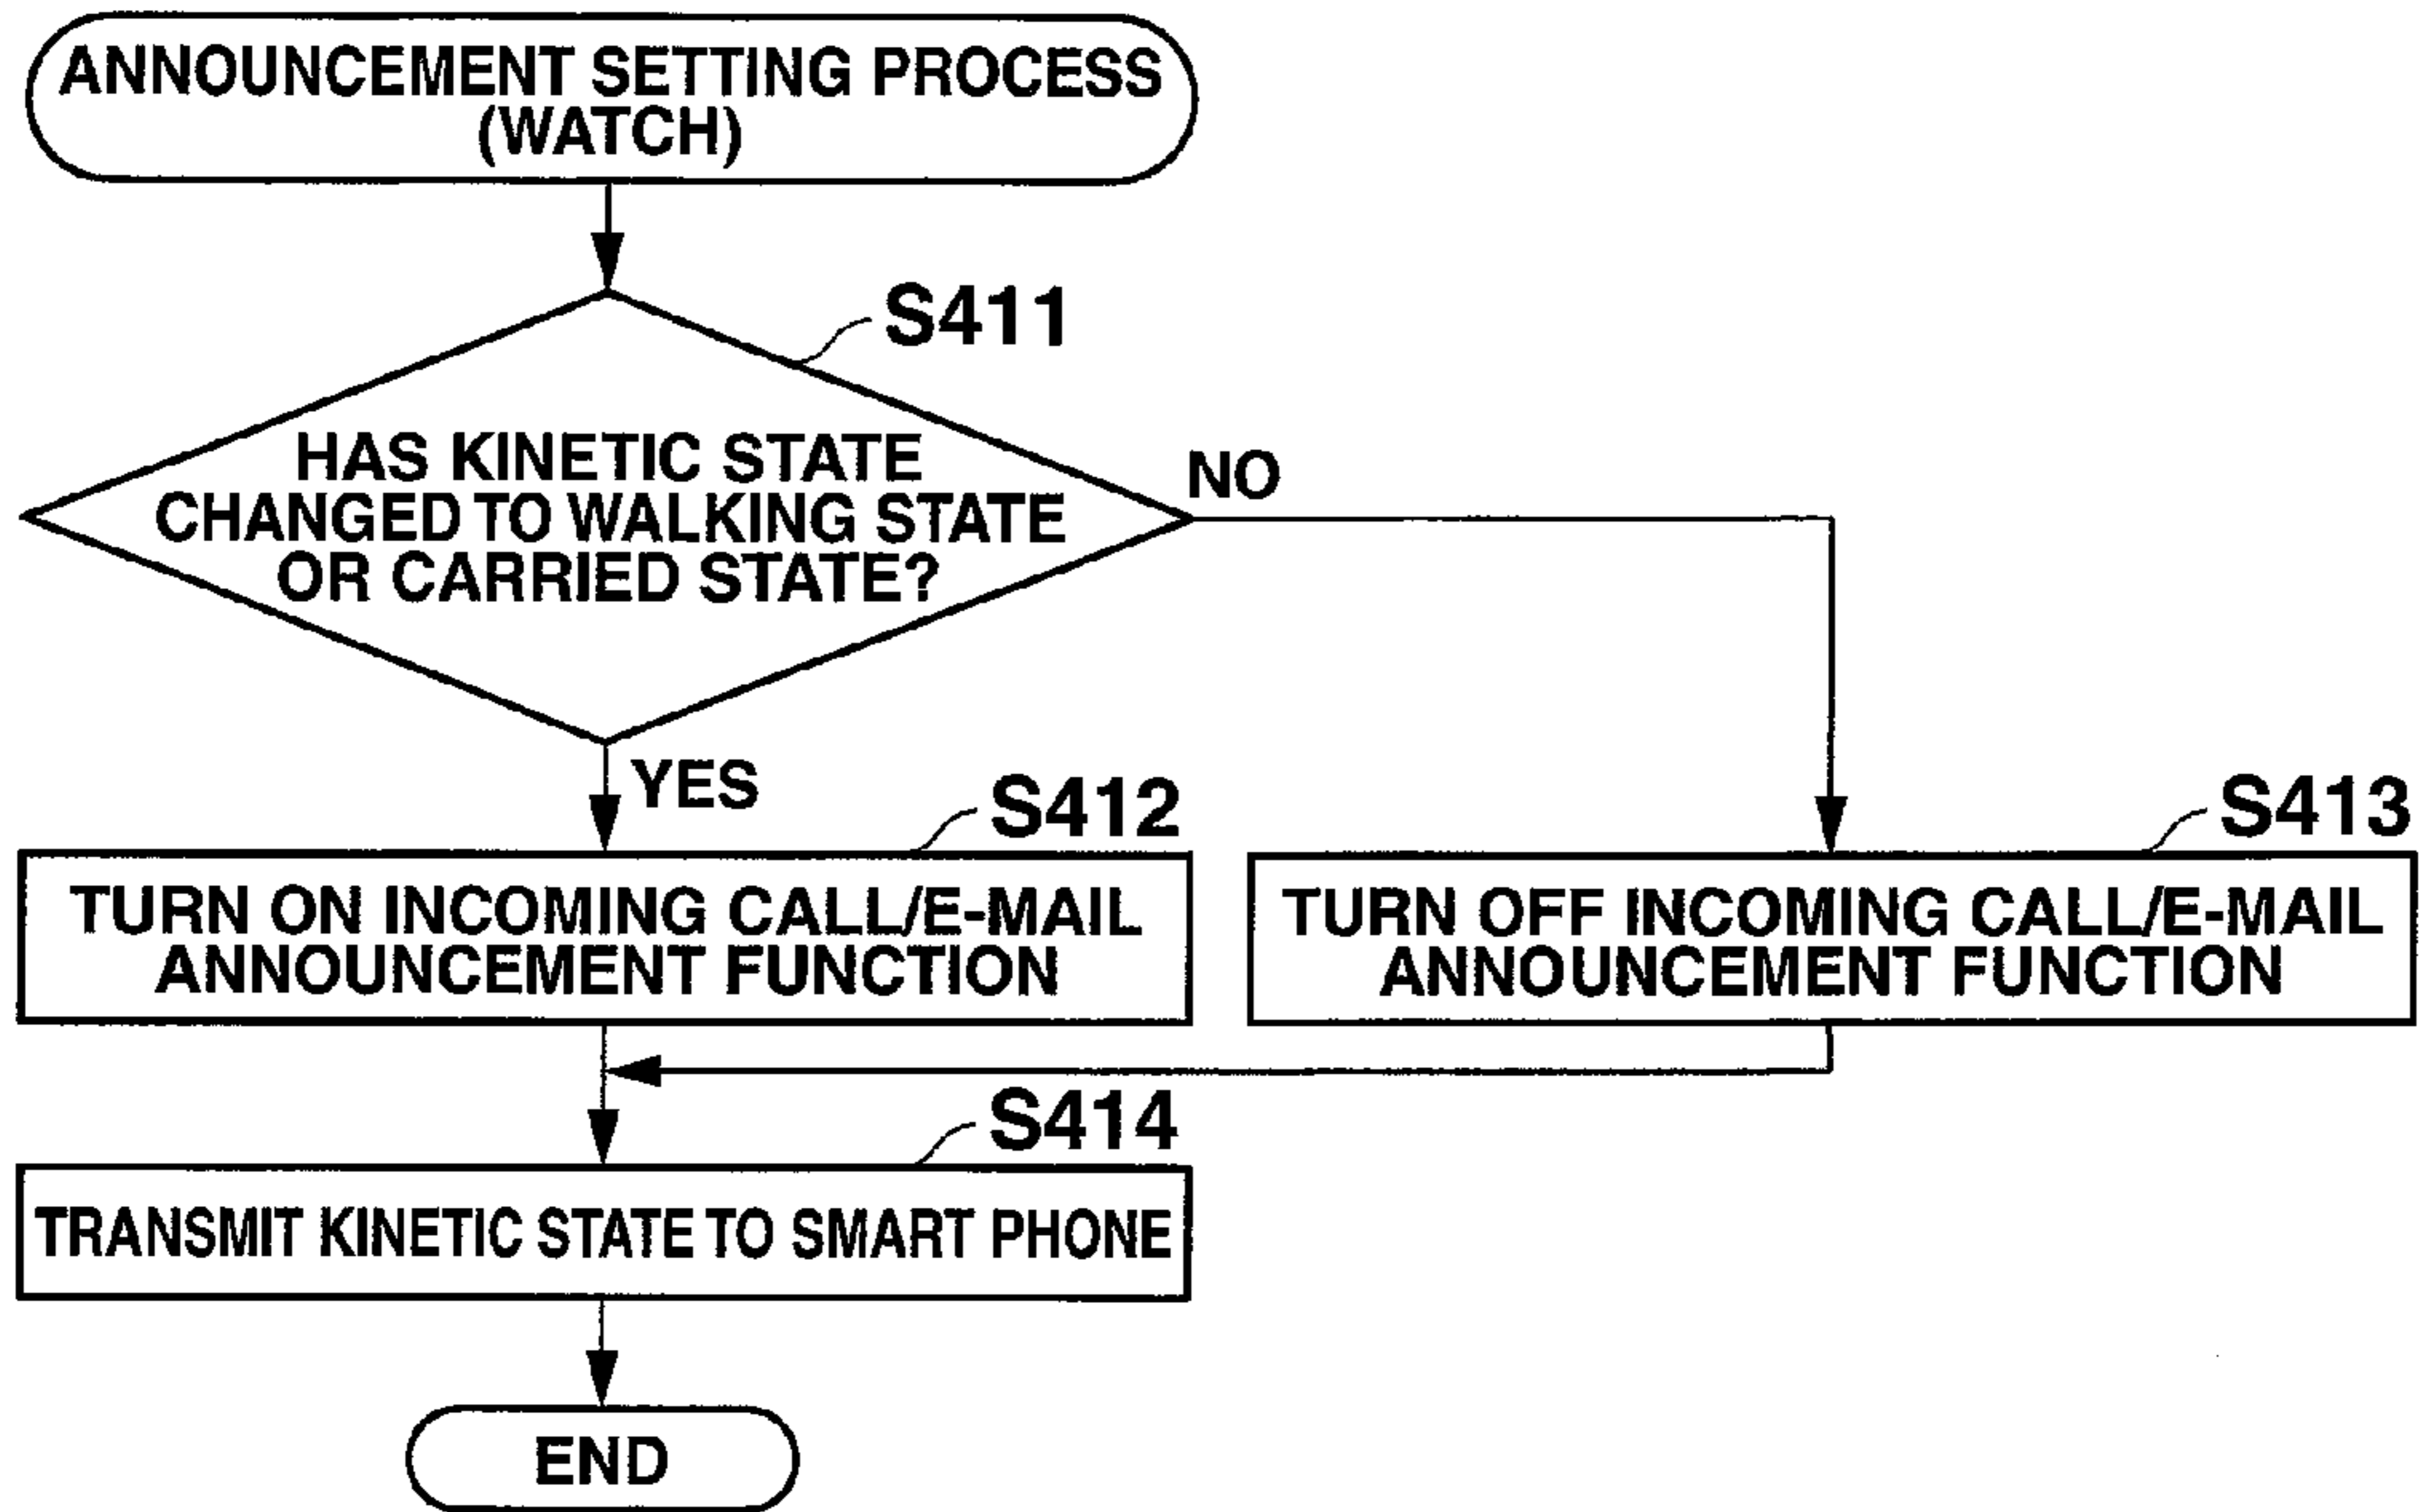 ANNOUNCEMENT SETTING PROCESS
(WATCH)
S411
HAS KINETIC STATE
CHANGED TO WALKING STATE
OR CARRIED STATE?
NO
YES
S412
TURN ON INCOMING CALL/E-MAIL
ANNOUNCEMENT FUNCTION
S413
TURN OFF INCOMING CALL/E-MAIL
ANNOUNCEMENT FUNCTION
S414
TRANSMIT KINETIC STATE TO SMART PHONE
END